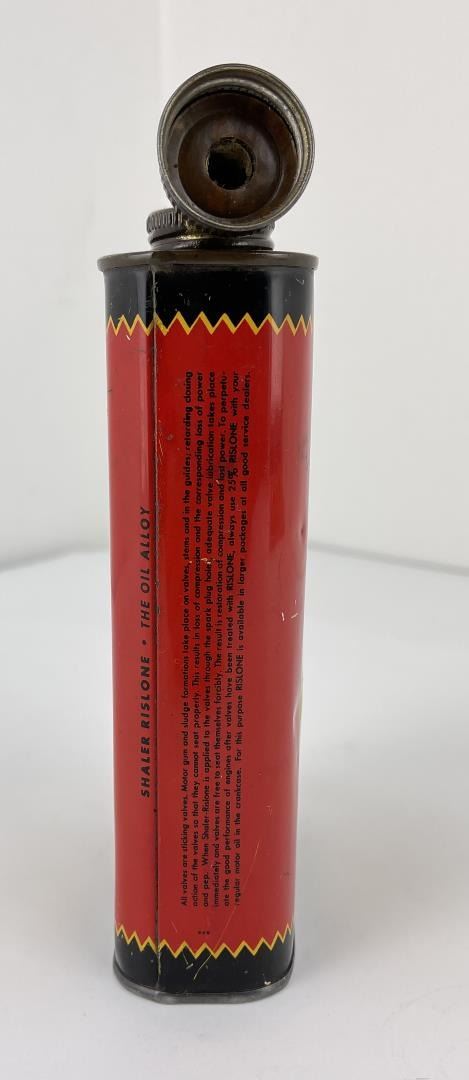 SHALER RISLONE • THE OIL ALLOY
All valves are sticking valves. Motor gum and sludge formations take place on valves, stems and in the guides, retarding closing
action of the valves so that they cannot seat properly. This results in loss of compression and the corresponding loss of power
and pep. When Shaler-Rislone is applied to the valves through the spark plug holes, adequate valve lubrication takes place
immediately and valves are free to seat themselves forcibly. The result is restoration of compression and lost power. To perpetu-
ate the good performance of engines after valves have been treated with RISLONE, always use 25% RISLONE with your
regular motor oil in the crankcase. For this purpose RISLONE is available in larger packages at all good service dealers.